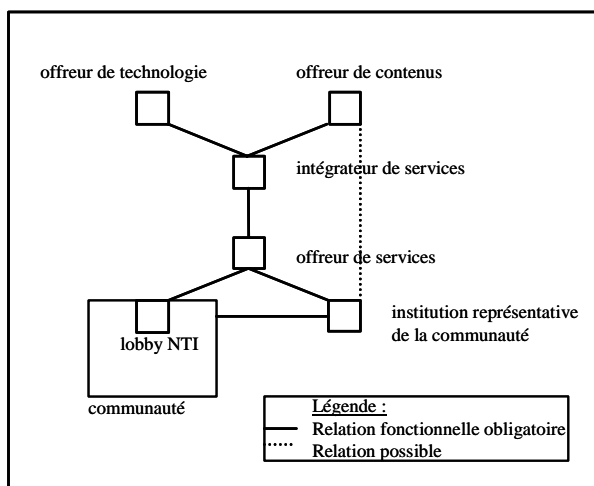 offreur de technologie
offreur de contenus
intégrateur de services
offreur de services
institution représentative
de la communauté
lobby NTI
communauté
Légende :
Relation fonctionnelle obligatoire
Relation possible